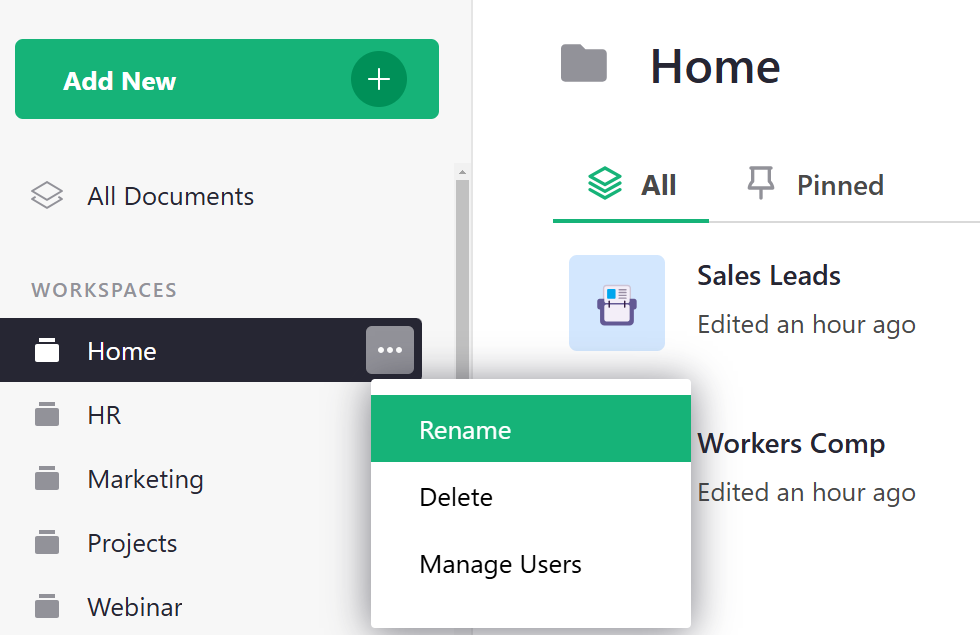 Add New
All Documents
WORKSPACES
Home
HR
Marketing
Projects
Webinar
Rename
Delete
Manage Users
Home
All
Pinned
Sales Leads
Edited an hour ago
Workers Comp
Edited an hour ago